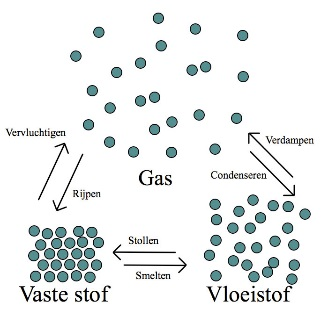 Vervluchtigen
Rijpen
Gas
Verdampen
Condenseren
Stollen
Smelten
Vaste stof
Vloeistof